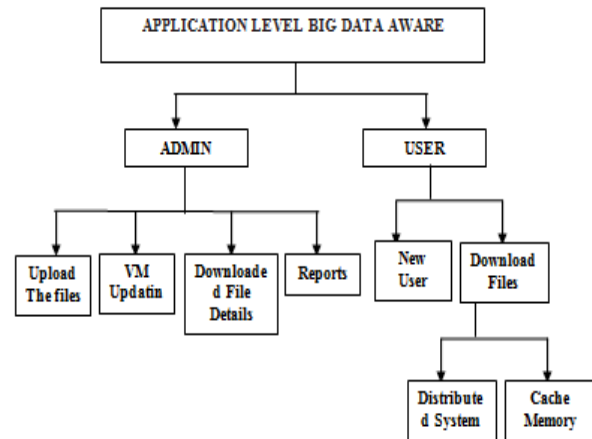 APPLICATION LEVEL BIG DATA AWARE
ADMIN
USER
Upload
The files
VM
Updatin
Downloade
d File
Details
Reports
New
User
Download
Files
Distribute
d System
Cache
Memory